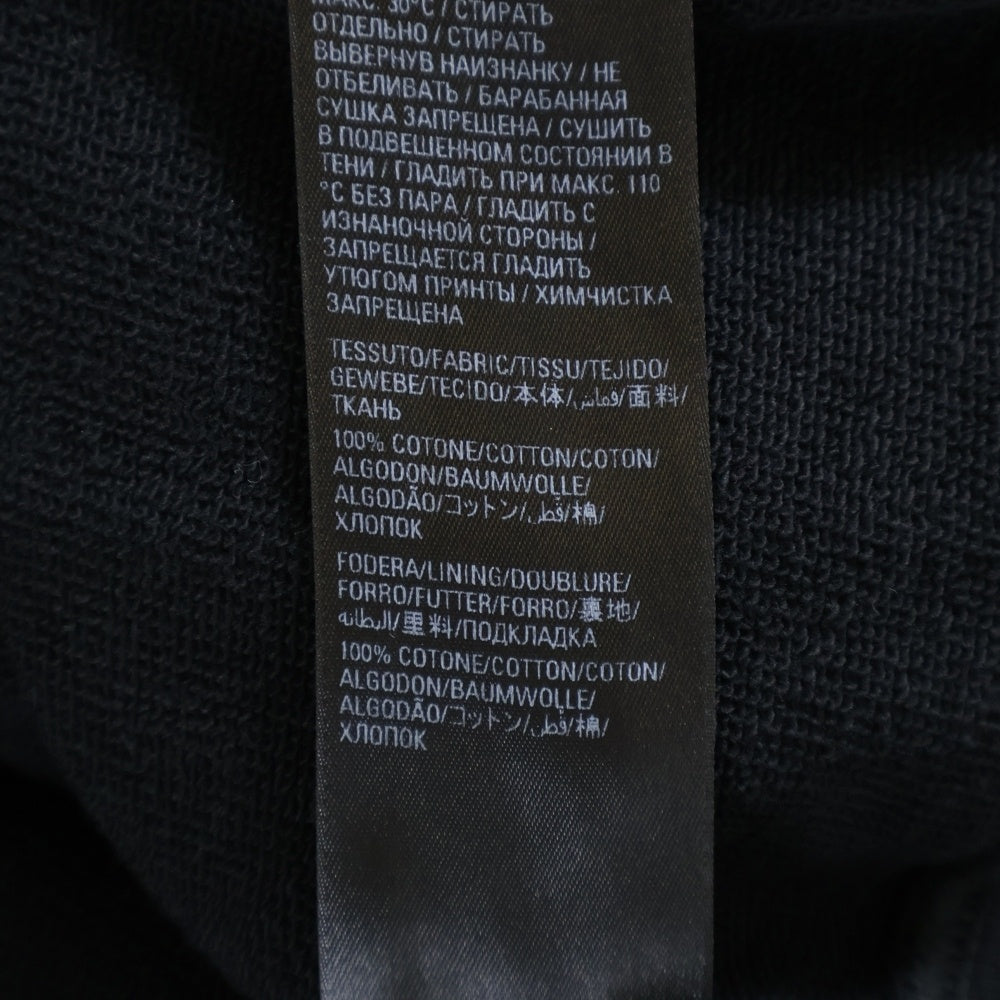 МАКС. 30°C / СТИРАТЬ
ОТДЕЛЬНО / СТИРАТЬ
ВЫВЕРНУВ НАИЗНАНКУ / НЕ
ОТБЕЛИВАТЬ / БАРАБАННАЯ
СУШКА ЗАПРЕЩЕНА / СУШИТЬ
В ПОДВЕШЕННОМ СОСТОЯНИИ В
ТЕНИ / ГЛАДИТЬ ПРИ МАКС. 110
°C БЕЗ ПАРА / ГЛАДИТЬ С
ИЗНАНОЧНОЙ СТОРОНЫ /
ЗАПРЕЩАЕТСЯ ГЛАДИТЬ
УТЮГОМ ПРИНТЫ / ХИМЧИСТКА
ЗАПРЕЩЕНА
TESSUTO/FABRIC/TISSU/TEJIDO/
GEWEBE/TECIDO/本体/قماش/面料/
ТКАНЬ
100% COTONE/COTTON/COTON/
ALGODON/BAUMWOLLE/
ALGODÃO/コットン/قطن/棉/
ХЛОПОК
FODERA/LINING/DOUBLURE/
FORRO/FUTTER/FORRO/裏地/
البطانه/里料/ПОДКЛАДКА
100% COTONE/COTTON/COTON/
ALGODON/BAUMWOLLE/
ALGODÃO/コットン/قطن/棉/
ХЛОПОК